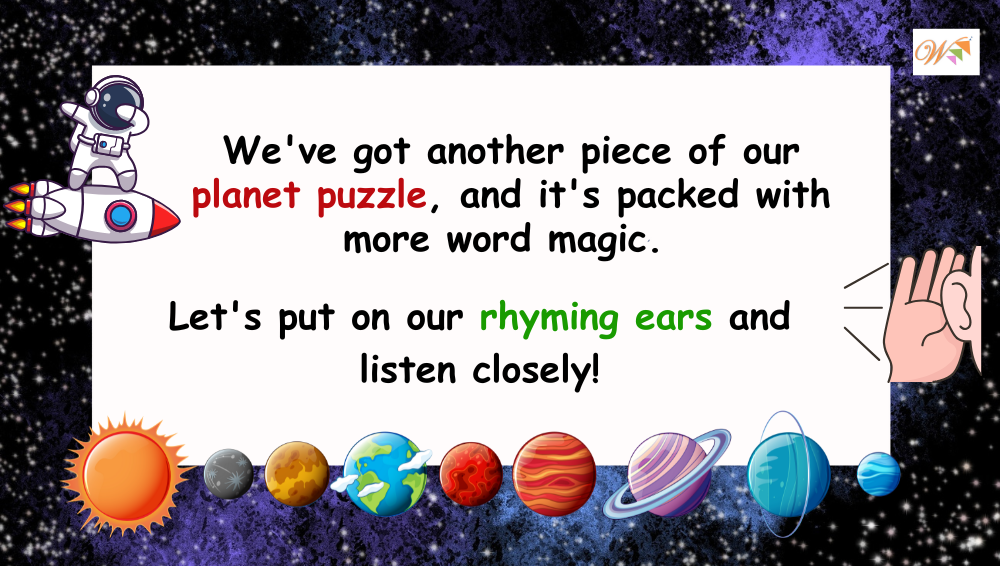 W
We've got another piece of our
planet puzzle, and it's packed with
more word magic.
Let's put on our rhyming ears and
listen closely!